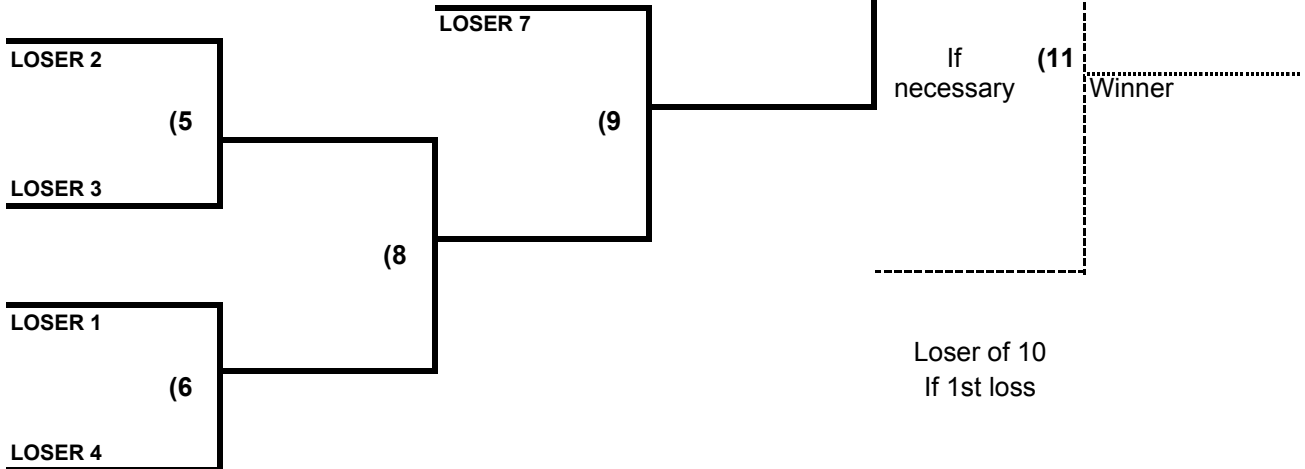 LOSER 7
LOSER 2
If
necessary
(11
Winner
(5
(9
LOSER 3
(8
LOSER 1
Loser of 10
If 1st loss
(6
LOSER 4